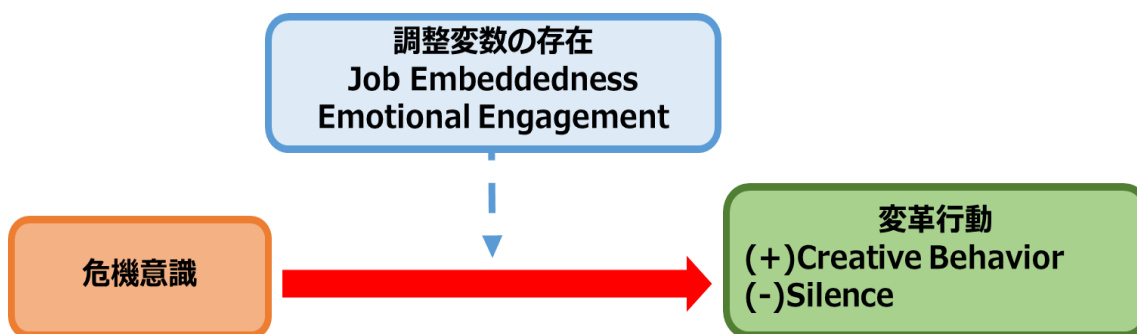 調整変数の存在
Job Embeddedness
Emotional Engagement
危機意識
変革行動
(+)Creative Behavior
(-)Silence